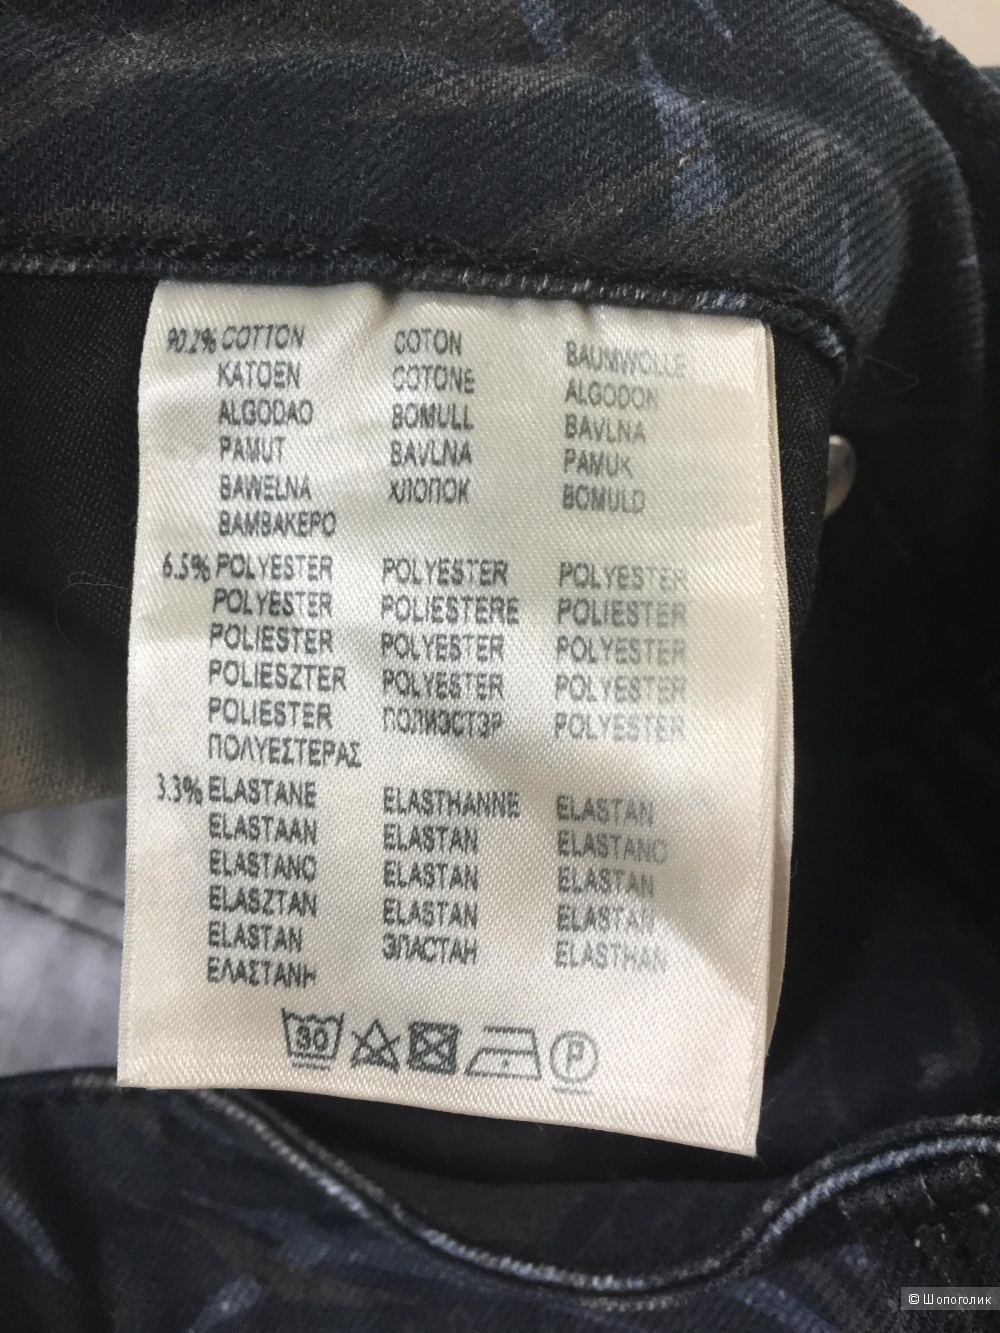 90.2% COTTON COTON BAUMWOLLE
KATOEN COTONE ALGODON
ALGODAO BOMULL BAVLNA
PAMUT BAVLNA PAMUK
BAWEŁNA ХЛОПОК BOMULD
ΒΑΜΒΑΚΕΡΟ
6.5% POLYESTER POLYESTER POLYESTER
POLYESTER POLIESTERE POLIESTER
POLIESTER POLYESTER POLYESTER
POLIESZTER POLYESTER POLYESTER
POLIESTER ПОЛИЭСТЭР POLYESTER
ΠΟΛΥΕΣΤΕΡΑΣ
3.3% ELASTANE ELASTHANNE ELASTAN
ELASTAAN ELASTAN ELASTANO
ELASTANO ELASTAN ELASTAN
ELASZTAN ELASTAN ELASTAN
ELASTAN ЭЛАСТАН ELASTHAN
ΕΛΑΣΤΑΝΗ
30 P
© Шопоголик